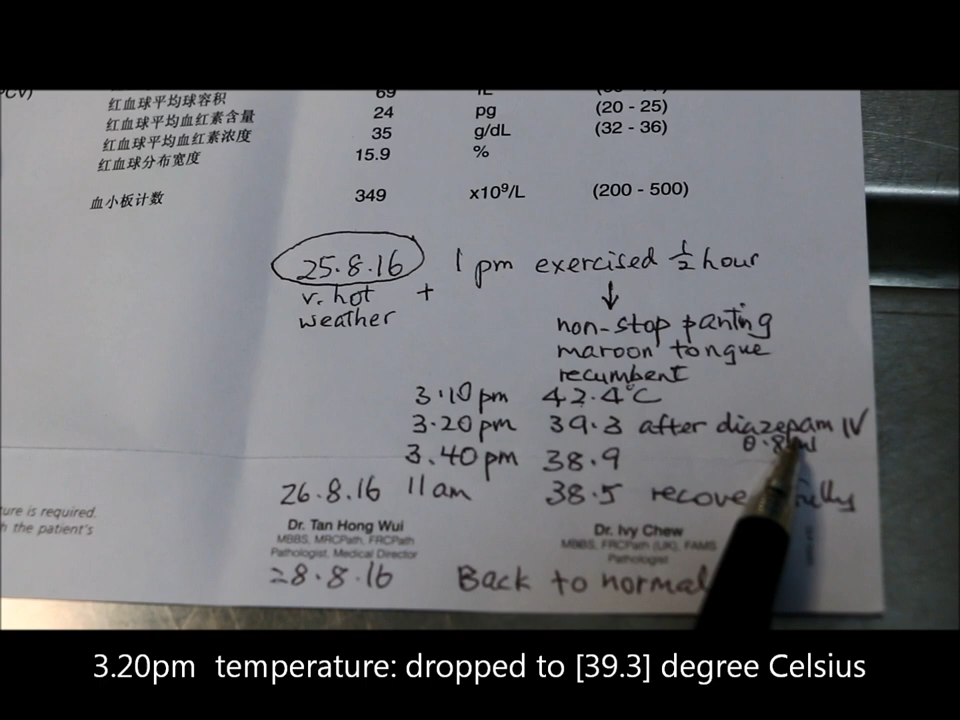 PCV)
69 fL
红血球平均球容积
红血球平均血红素含量 24 pg (20 - 25)
红血球平均血红素浓度 35 g/dL (32 - 36)
红血球分布宽度 15.9 %
血小板计数 349 x10⁹/L (200 - 500)
25.8.16 + 1 pm exercised ½ hour
v. hot
weather
↓
non-stop panting
maroon tongue
recumbent
3.10 pm 42.4°C
3.20 pm 39.3 after diazepam IV
3.40 pm 38.9
26.8.16 11 am 38.5 fully
ture is required.
the patient's
Dr. Tan Hong Wui
MBBS, MRCPath, FRCPath
Pathologist, Medical Director
Dr. Ivy Chew
MBBS, FRCPath (UK), FAMS
Pathologist
28.8.16 Back to normal
3.20pm temperature: dropped to [39.3] degree Celsius